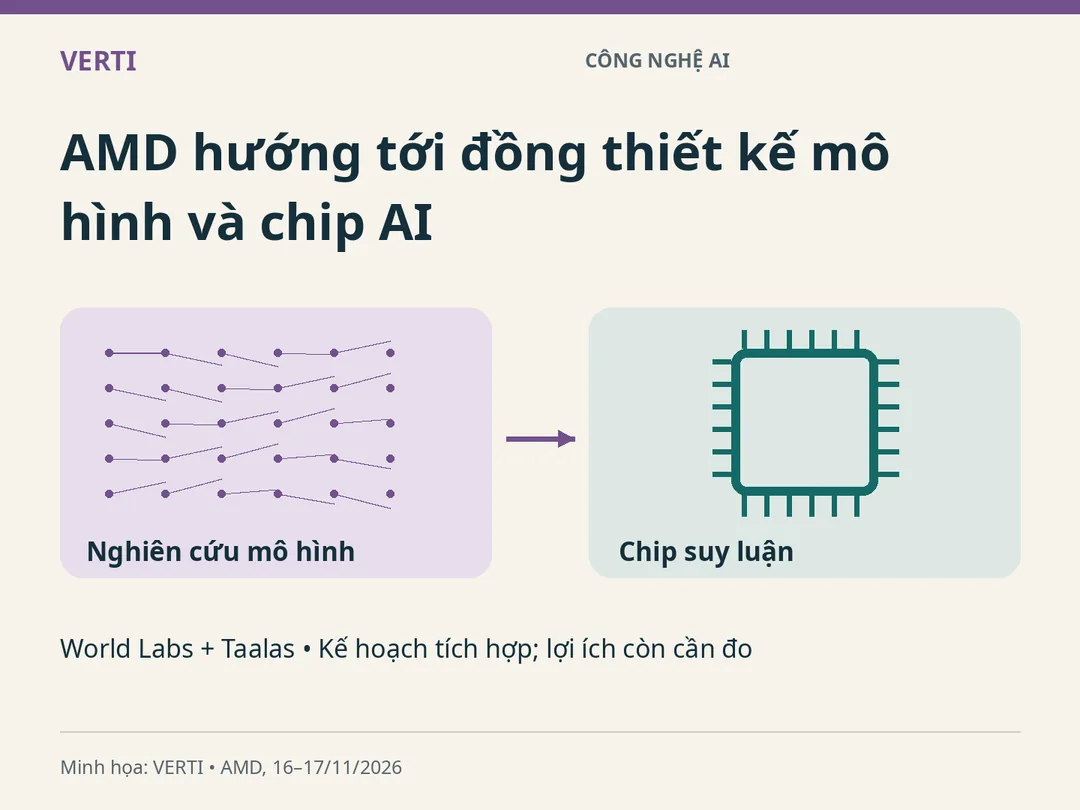 VERTI
CÔNG NGHỆ AI
AMD hướng tới đồng thiết kế mô
hình và chip AI
Nghiên cứu mô hình
Chip suy luận
World Labs + Taalas • Kế hoạch tích hợp; lợi ích còn cần đo
Minh họa: VERTI • AMD, 16–17/11/2026